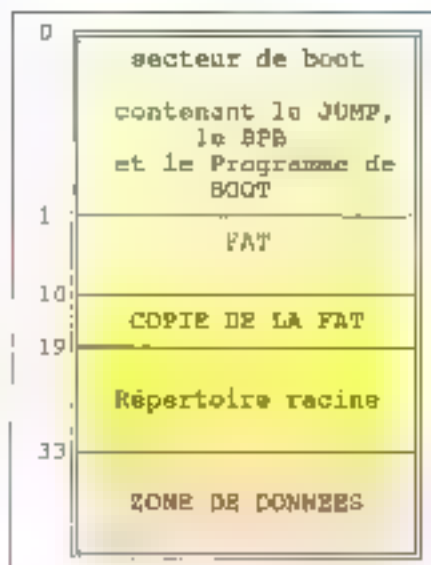 0
secteur de boot
contenant le JUMP,
le BPB
et le Programme de
BOOT
1
FAT
10
COPIE DE LA FAT
19
Répertoire racine
33
ZONE DE DONNEES